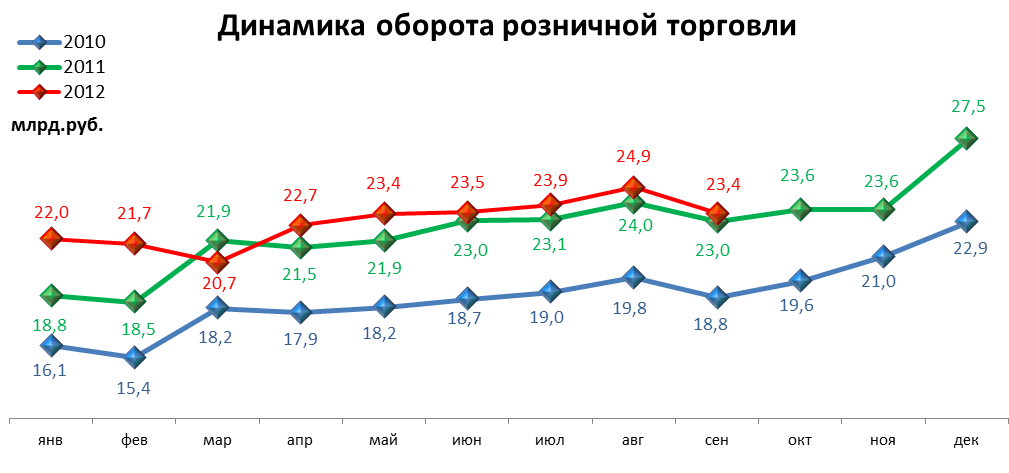 Динамика оборота розничной торговли
2010
2011
2012
млрд.руб.
27,5
24,9
22,7 23,4 23,5 23,9 23,4 23,6 23,6
22,0 21,7 21,9
24,0
20,7 21,5 21,9 23,0 23,1 23,0 22,9
18,8 18,5 21,0
16,1 15,4 18,2 17,9 18,2 18,7 19,0 19,8 18,8 19,6
янв фев мар апр май июн июл авг сен окт ноя дек